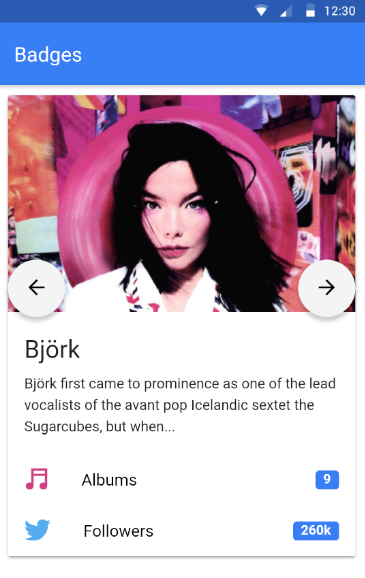 12:30
Badges
Björk
Björk first came to prominence as one of the lead
vocalists of the avant pop Icelandic sextet the
Sugarcubes, but when...
Albums 9
Followers 260k